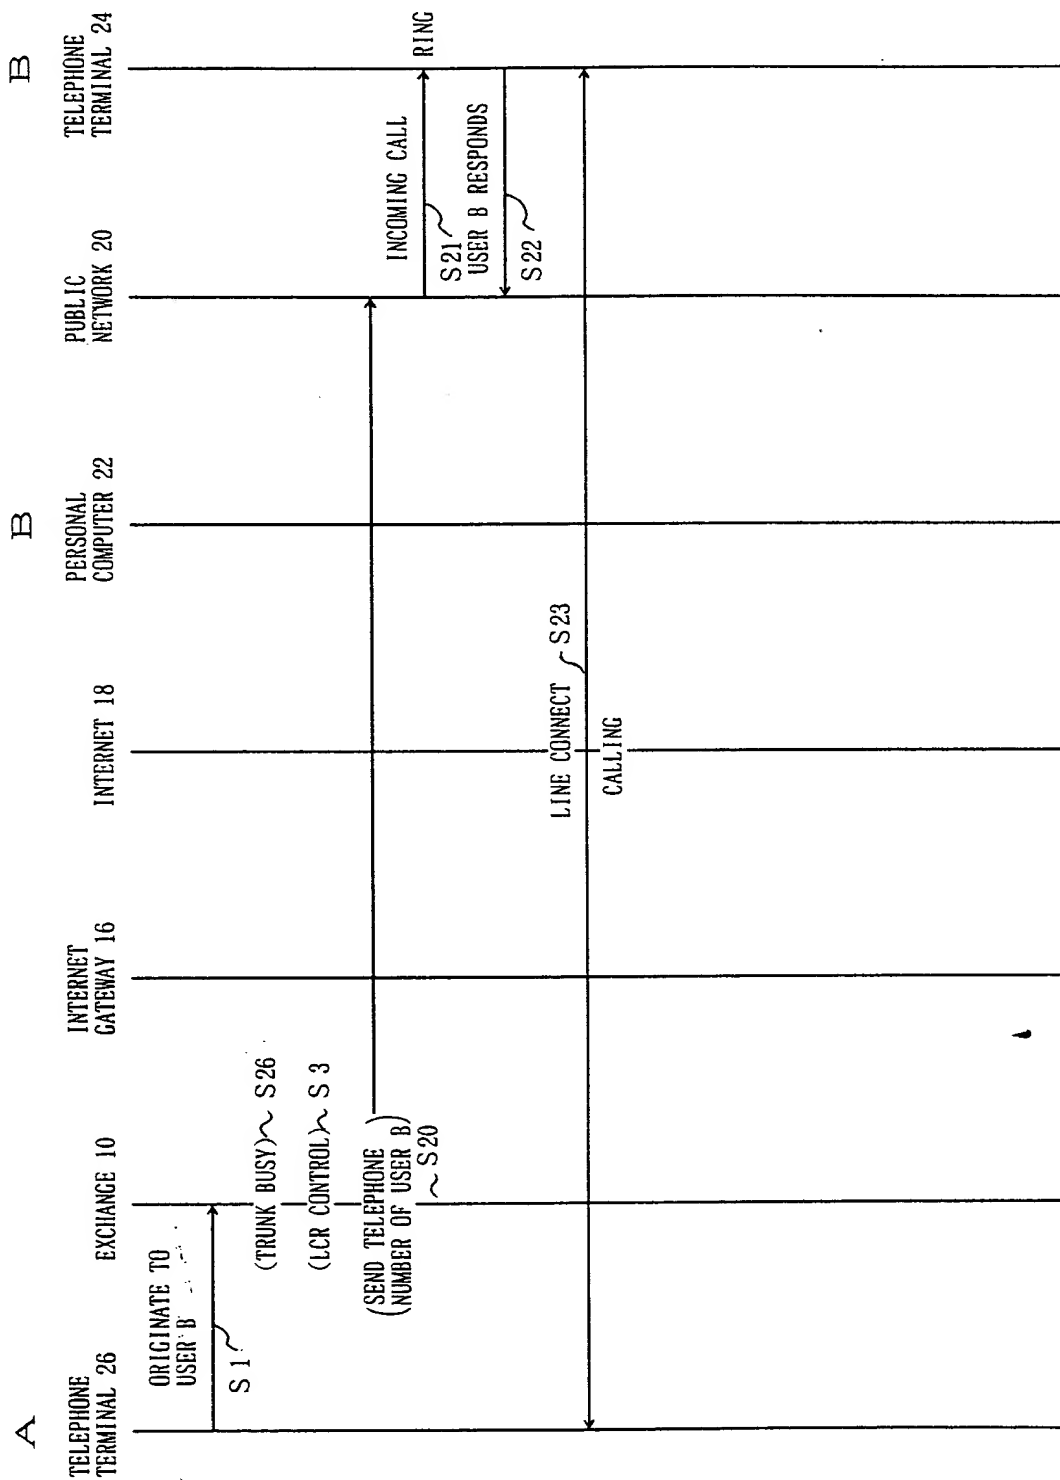 A
B
B
TELEPHONE
TERMINAL 26
EXCHANGE 10
INTERNET
GATEWAY 16
INTERNET 18
PERSONAL
COMPUTER 22
PUBLIC
NETWORK 20
TELEPHONE
TERMINAL 24
ORIGINATE TO
USER B
S1
(TRUNK BUSY) S26
(LCR CONTROL) S3
(SEND TELEPHONE
NUMBER OF USER B)
S20
INCOMING CALL
RING
S21
USER B RESPONDS
S22
LINE CONNECT S23
CALLING